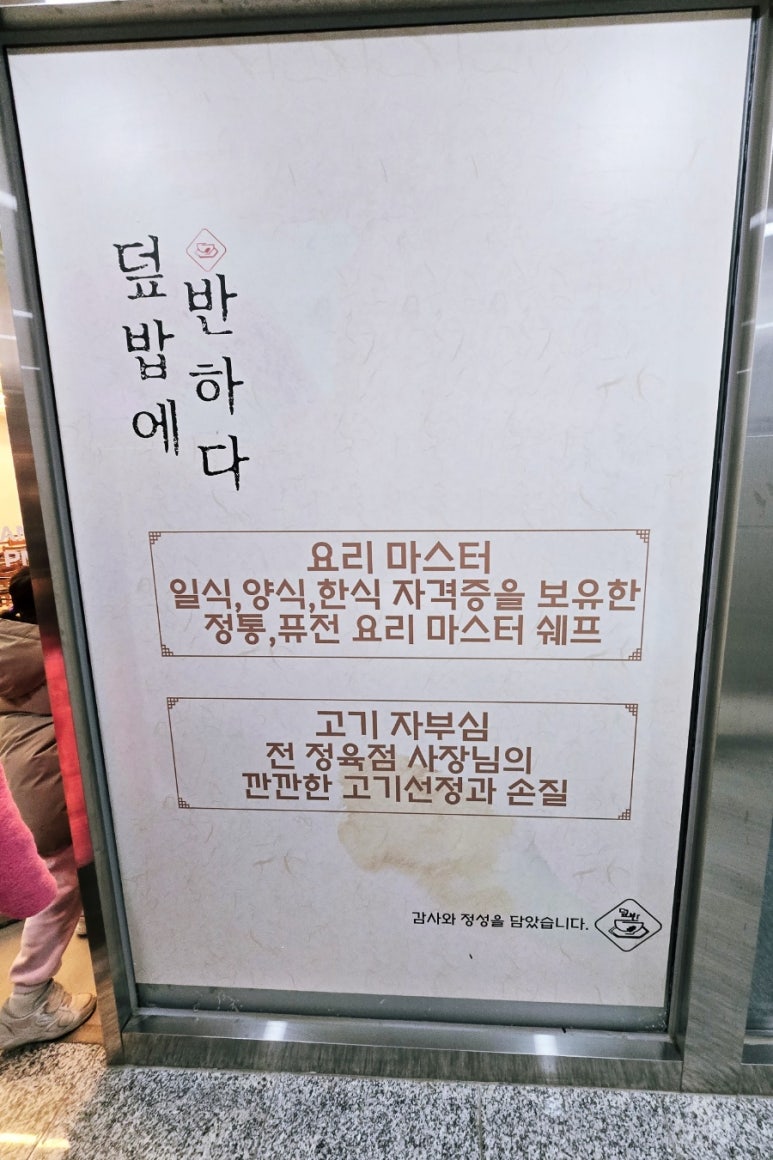 덮밥에
반하다
요리 마스터
일식,양식,한식 자격증을 보유한
정통,퓨전 요리 마스터 쉐프
고기 자부심
전 정육점 사장님의
깐깐한 고기선정과 손질
감사와 정성을 담았습니다.